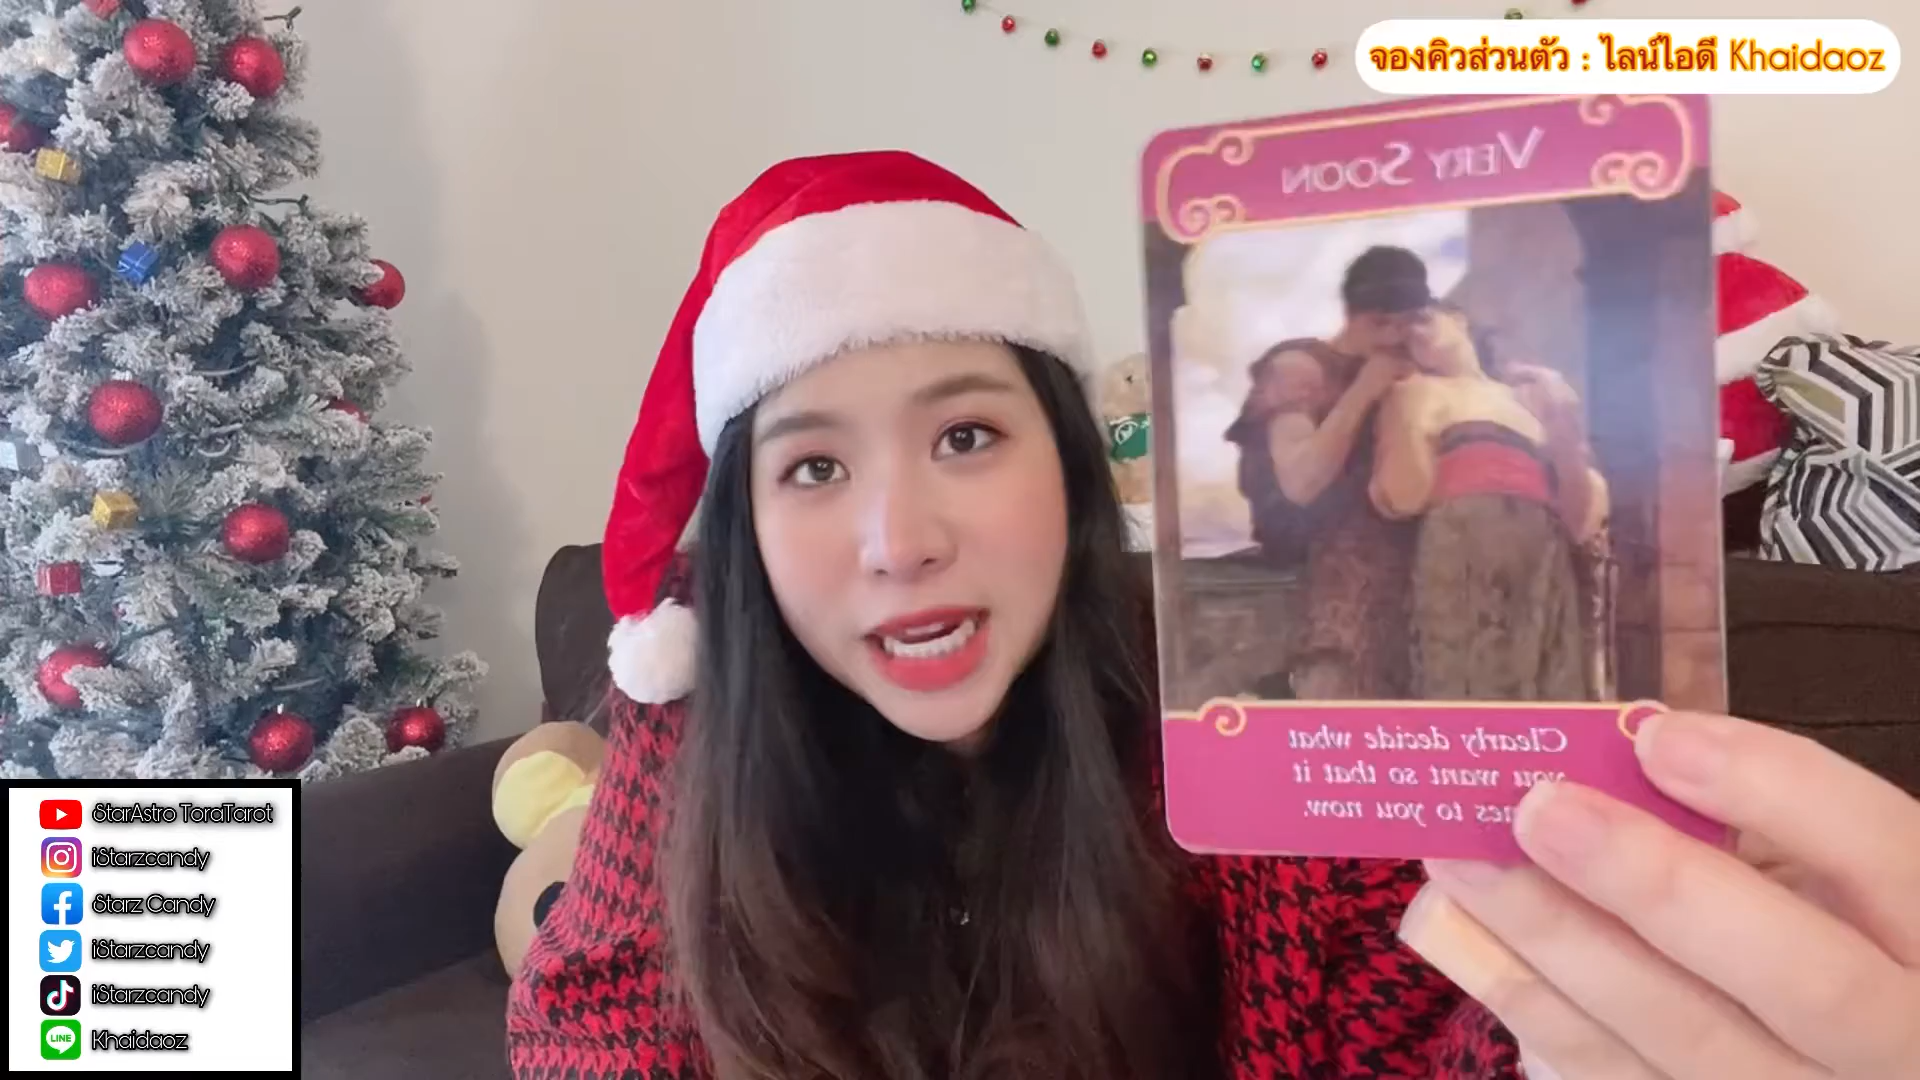 จองคิวส่วนตัว : ไลน์ไอดี Khaidaoz
VERY SOON
Clearly decide what
you want so that it
to you now.
StarAstro ToraTarot
iStarzcandy
Starz Candy
iStarzcandy
iStarzcandy
LINE
Khaidaoz